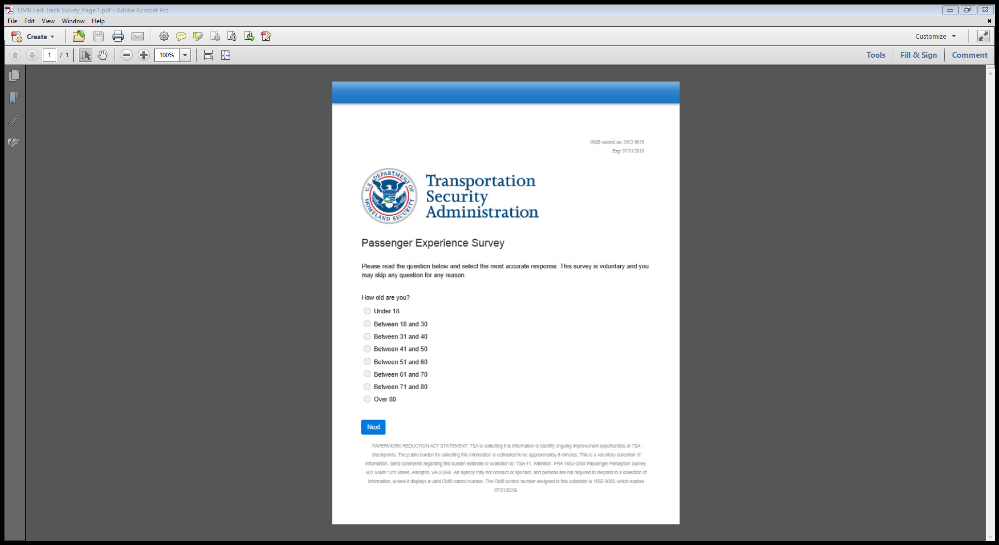 OMB Fast Track Survey_Page 1.pdf - Adobe Acrobat Pro
File Edit View Window Help
Create Customize
1 / 1 100% Tools Fill & Sign Comment
OMB control no.:1652-0058
Exp: 07/31/2019
U.S. DEPARTMENT OF HOMELAND SECURITY
Transportation
Security
Administration
Passenger Experience Survey
Please read the question below and select the most accurate response. This survey is voluntary and you
may skip any question for any reason.
How old are you?
Under 18
Between 18 and 30
Between 31 and 40
Between 41 and 50
Between 51 and 60
Between 61 and 70
Between 71 and 80
Over 80
Next
PAPERWORK REDUCTION ACT STATEMENT: TSA is collecting this information to identify ongoing improvement opportunities at TSA
checkpoints. The public burden for collecting this information is estimated to be approximately 5 minutes. This is a voluntary collection of
information. Send comments regarding this burden estimate or collection to: TSA-11, Attention: PRA 1652-0058 Passenger Perception Survey,
601 South 12th Street, Arlington, VA 20598. An agency may not conduct or sponsor, and persons are not required to respond to a collection of
information, unless it displays a valid OMB control number. The OMB control number assigned to this collection is 1652-0058, which expires
07/31/2019.